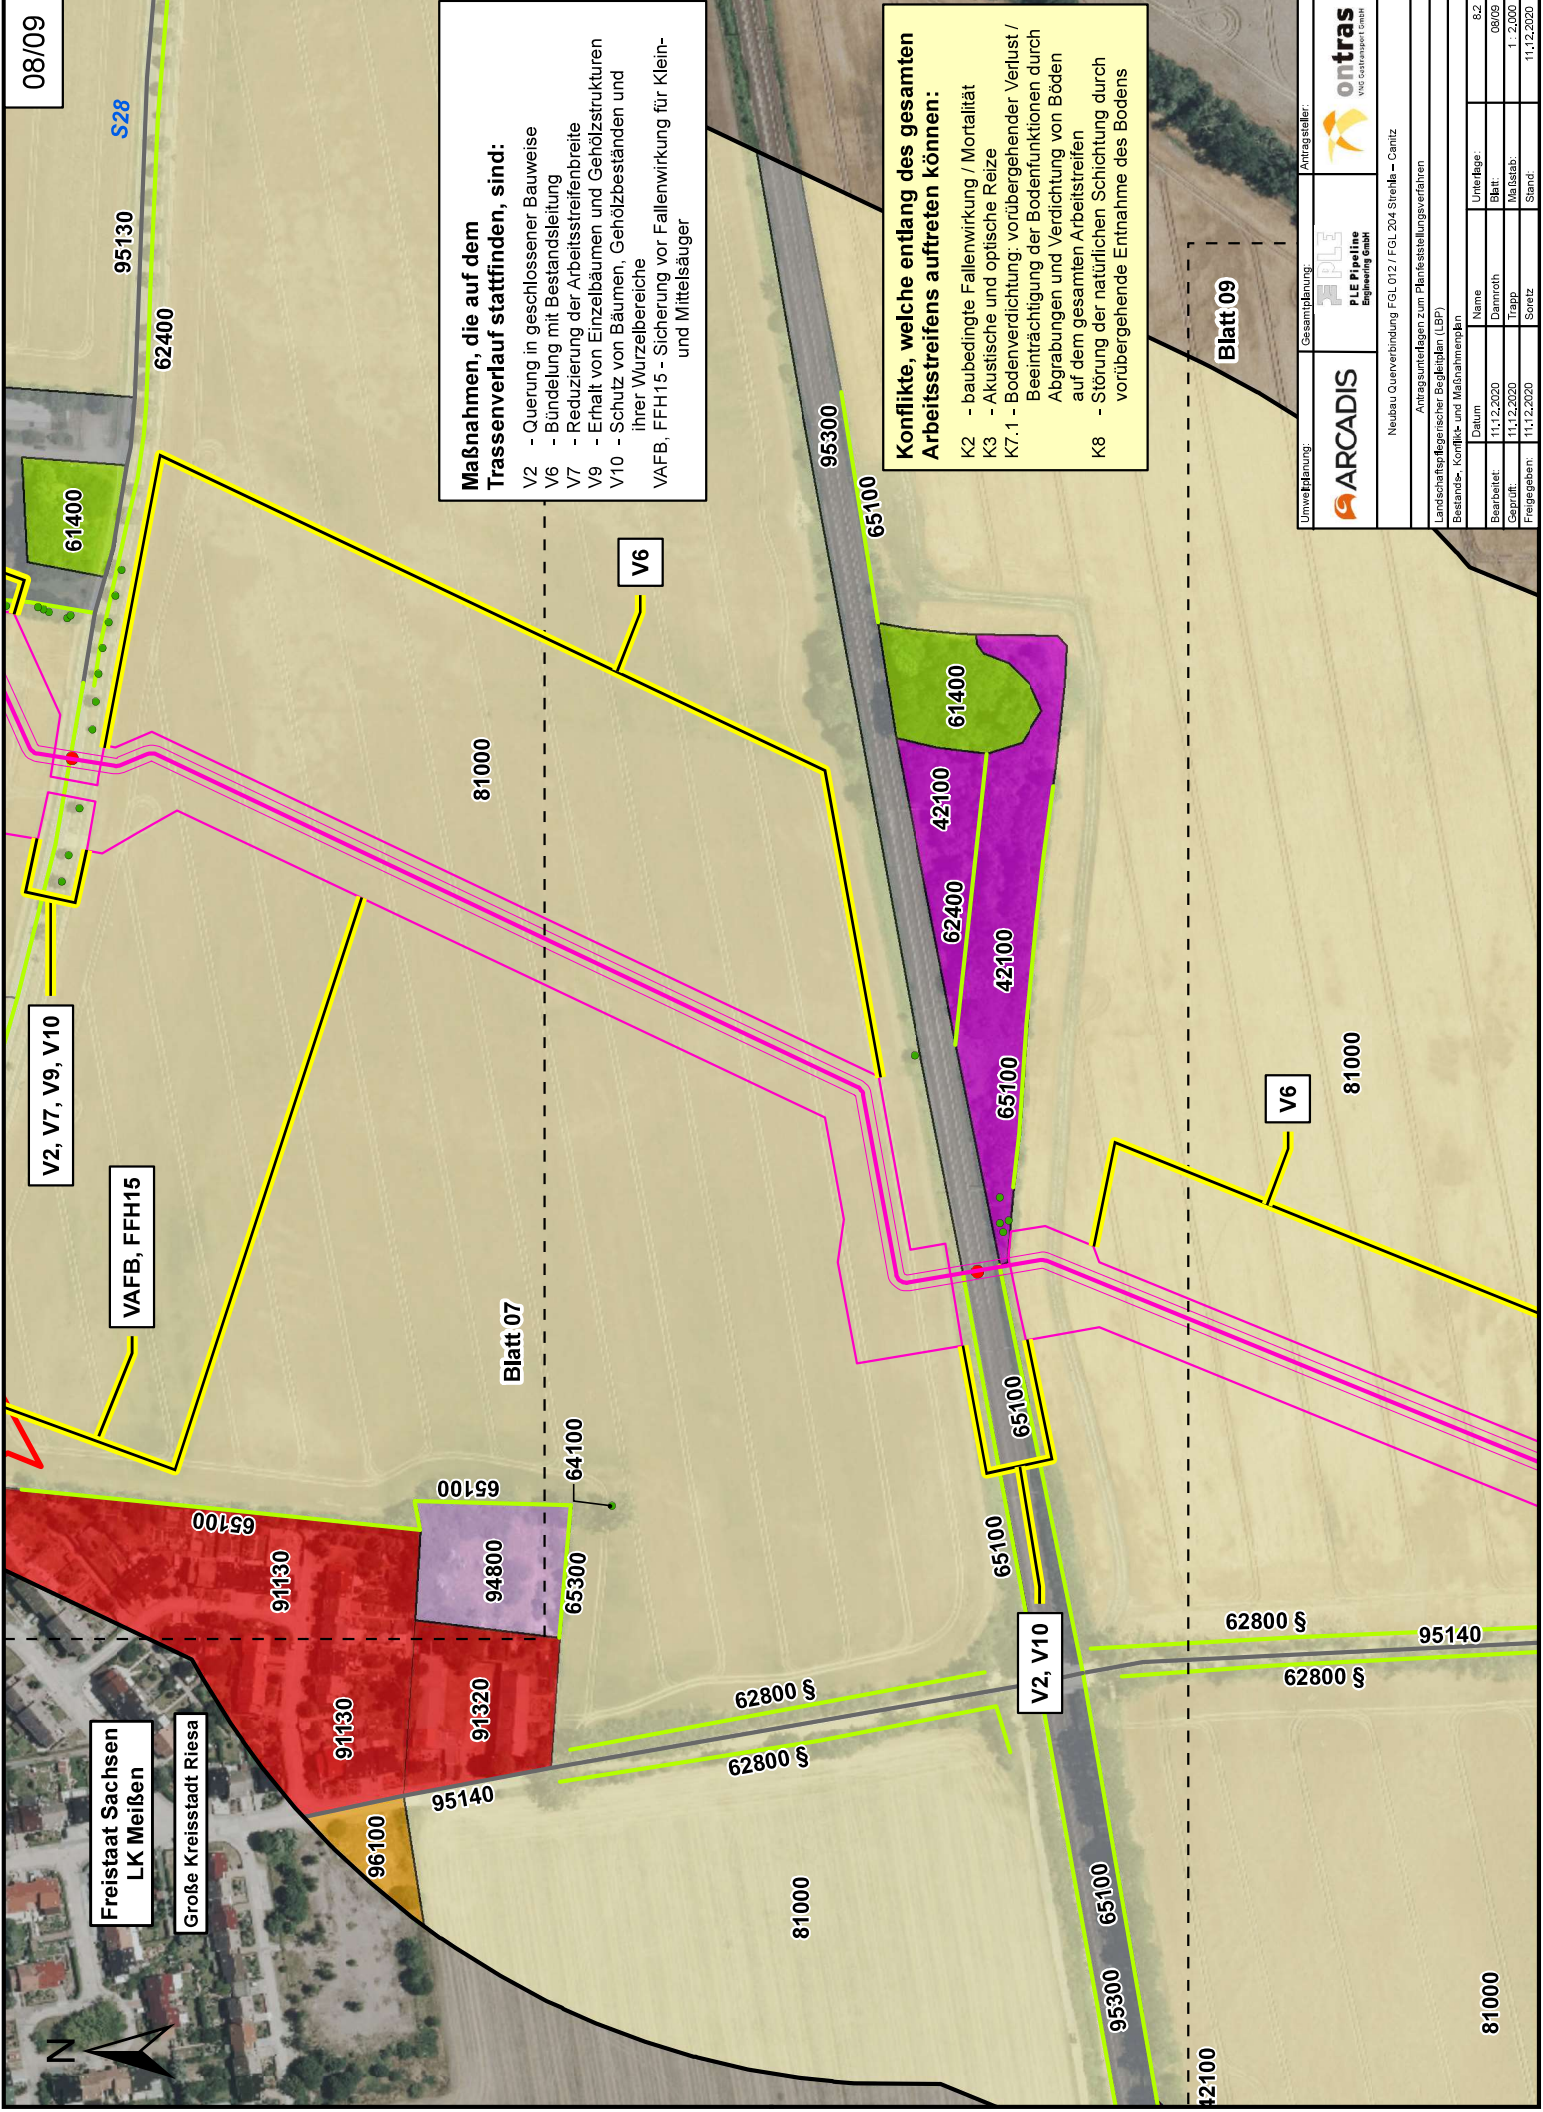 08/09
S28
95130
62400
61400
Maßnahmen, die auf dem
Trassenverlauf stattfinden, sind:
V2 - Querung in geschlossener Bauweise
V6 - Bündelung mit Bestandsleitung
V7 - Reduzierung der Arbeitsstreifenbreite
V9 - Erhalt von Einzelbäumen und Gehölzstrukturen
V10 - Schutz von Bäumen, Gehölzbeständen und
ihrer Wurzelbereiche
VAFB, FFH15 - Sicherung vor Fallenwirkung für Klein-
und Mittelsäuger
Konflikte, welche entlang des gesamten
Arbeitsstreifens auftreten können:
K2 - baubedingte Fallenwirkung / Mortalität
K3 - Akustische und optische Reize
K7.1 - Bodenverdichtung: vorübergehender Verlust /
Beeinträchtigung der Bodenfunktionen durch
Abgrabungen und Verdichtung von Böden
auf dem gesamten Arbeitstreifen
K8 - Störung der natürlichen Schichtung durch
vorübergehende Entnahme des Bodens
V2, V7, V9, V10
VAFB, FFH15
V6
81000
Blatt 07
95300
65100
61400
42100
62400
42100
65100
Blatt 09
V6
81000
65100
65100
V2, V10
64100
65100
65100
65300
94800
91130
91130
91320
96100
95140
62800 §
62800 §
62800 §
62800 §
95140
81000
65100
95300
42100
81000
Freistat Sachsen
LK Meißen
Große Kreisstadt Riesa
N
Umweltplanung:
Gesamtplanung:
Antragsteller:
ARCADIS
PLE
PLE Pipeline
Engineering GmbH
ontras
VNG Gastransport GmbH
Neubau Querverbindung FGL 012 / FGL 204 Strehla – Canitz
Antragsunterlagen zum Planfeststellungsverfahren
Landschaftspflegerischer Begleitplan (LBP)
Bestands-, Konflikt- und Maßnahmenplan
Datum Name Unterlage: 8.2
Bearbeitet: 11.12.2020 Dannroth Blatt: 08/09
Geprüft: 11.12.2020 Trapp Maßstab: 1 : 2.000
Freigegeben: 11.12.2020 Soretz Stand: 11.12.2020